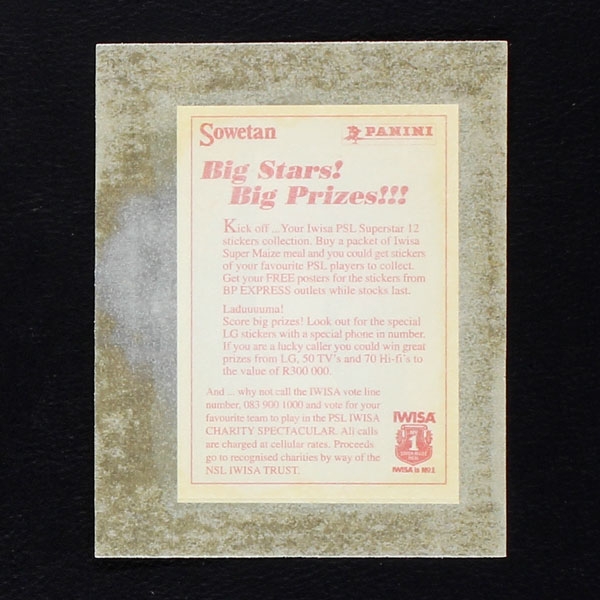 Sowetan PANINI
Big Stars!
Big Prizes!!!
Kick off ...Your Iwisa PSL Superstar 12
stickers collection. Buy a packet of Iwisa
Super Maize meal and you could get stickers
of your favourite PSL players to collect.
Get your FREE posters for the stickers from
BP EXPRESS outlets while stocks last.
Laduuuuma!
Score big prizes! Look out for the special
LG stickers with a special phone in number.
If you are a lucky caller you could win great
prizes from LG, 50 TV's and 70 Hi-fi's to
the value of R300 000.
And ... why not call the IWISA vote line
number, 083 900 1000 and vote for your
favourite team to play in the PSL IWISA
CHARITY SPECTACULAR. All calls
are charged at cellular rates. Proceeds
go to recognised charities by way of the
NSL IWISA TRUST.
IWISA
1
IWISA is No.1